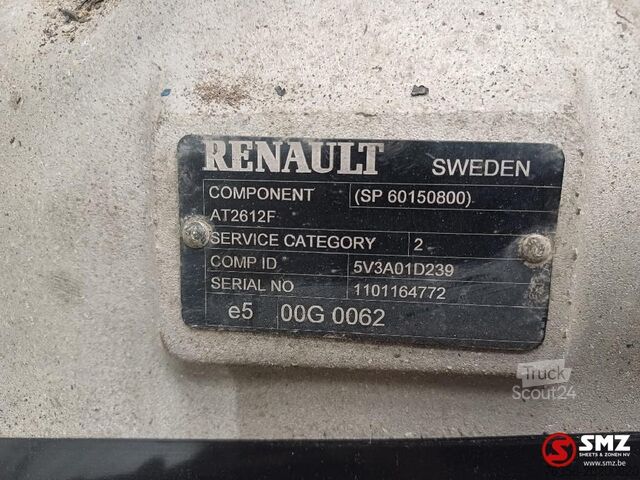 RENAULT SWEDEN
COMPONENT (SP 60150800)
AT2612F
SERVICE CATEGORY 2
COMP ID 5V3A01D239
SERIAL NO 1101164772
e5 00G 0062
Truck
Scout24
SMZ
SMEETS & ZONEN NV
www.smz.be